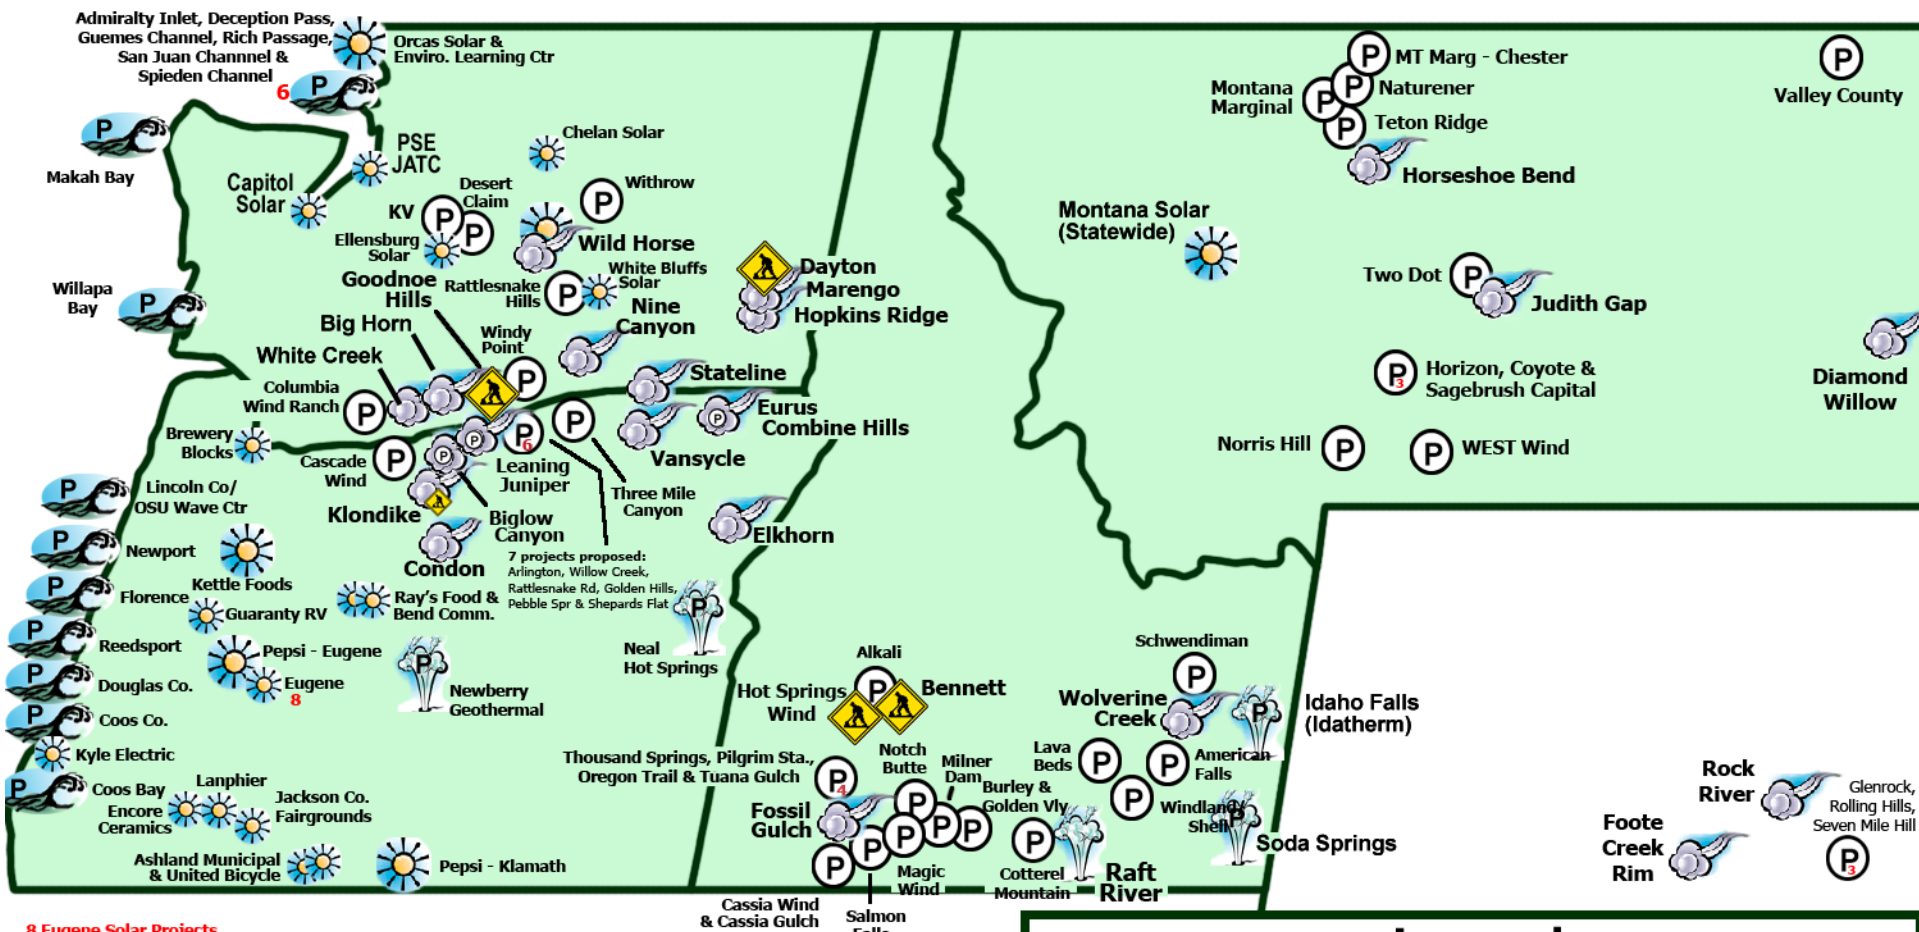 Admiralty Inlet, Deception Pass,
Guemes Channel, Rich Passage,
San Juan Channnel &
Spieden Channel
6
P
Orcas Solar &
Enviro. Learning Ctr
P
Makah Bay
PSE
JATC
Capitol
Solar
Chelan Solar
Desert
Claim
KV
P
P
Withrow
P
Ellensburg
Solar
Wild Horse
Goodnoe
Hills
Rattlesnake
Hills
P
White Bluffs
Solar
Nine
Canyon
Dayton
Marengo
Hopkins Ridge
Willapa
Bay
P
Big Horn
Windy
Point
P
White Creek
Columbia
Wind Ranch
P
Stateline
Eurus
Combine Hills
P
Brewery
Blocks
Cascade
Wind
P
P
P
P
6
P
Leaning
Juniper
Vansycle
Three Mile
Canyon
P
Lincoln Co/
OSU Wave Ctr
Klondike
Biglow
Canyon
Elkhorn
P
Newport
Condon
7 projects proposed:
Arlington, Willow Creek,
Rattlesnake Rd, Golden Hills,
Pebble Spr & Shepards Flat
Kettle Foods
P
Florence
Guaranty RV
Ray's Food &
Bend Comm.
P
Neal
Hot Springs
P
Reedsport
Pepsi - Eugene
P
Douglas Co.
Eugene
8
P
Newberry
Geothermal
P
Coos Co.
Kyle Electric
P
Coos Bay
Lanphier
Encore
Ceramics
Jackson Co.
Fairgrounds
Ashland Municipal
& United Bicycle
Pepsi - Klamath
8 Eugene Solar Projects
MT Marg - Chester
P
Montana
Marginal
P
P
Naturener
P
Teton Ridge
Horseshoe Bend
P
Valley County
Montana Solar
(Statewide)
Two Dot
P
Judith Gap
P
3
Horizon, Coyote &
Sagebrush Capital
Diamond
Willow
Norris Hill
P
P
WEST Wind
Alkali
P
Hot Springs
Wind
Bennett
Schwendiman
P
Wolverine
Creek
P
Idaho Falls
(Idatherm)
Thousand Springs, Pilgrim Sta.,
Oregon Trail & Tuana Gulch
P
4
Notch
Butte
P
Milner
Dam
P
Lava
Beds
P
P
American
Falls
Burley &
Golden Vly
P
P
Windland/
Shell
P
Soda Springs
Fossil
Gulch
P
P
P
P
Magic
Wind
Cotterel
Mountain
P
Raft
River
Cassia Wind
& Cassia Gulch
Salmon
Falls
Rock
River
Glenrock,
Rolling Hills,
Seven Mile Hill
P
3
Foote
Creek
Rim